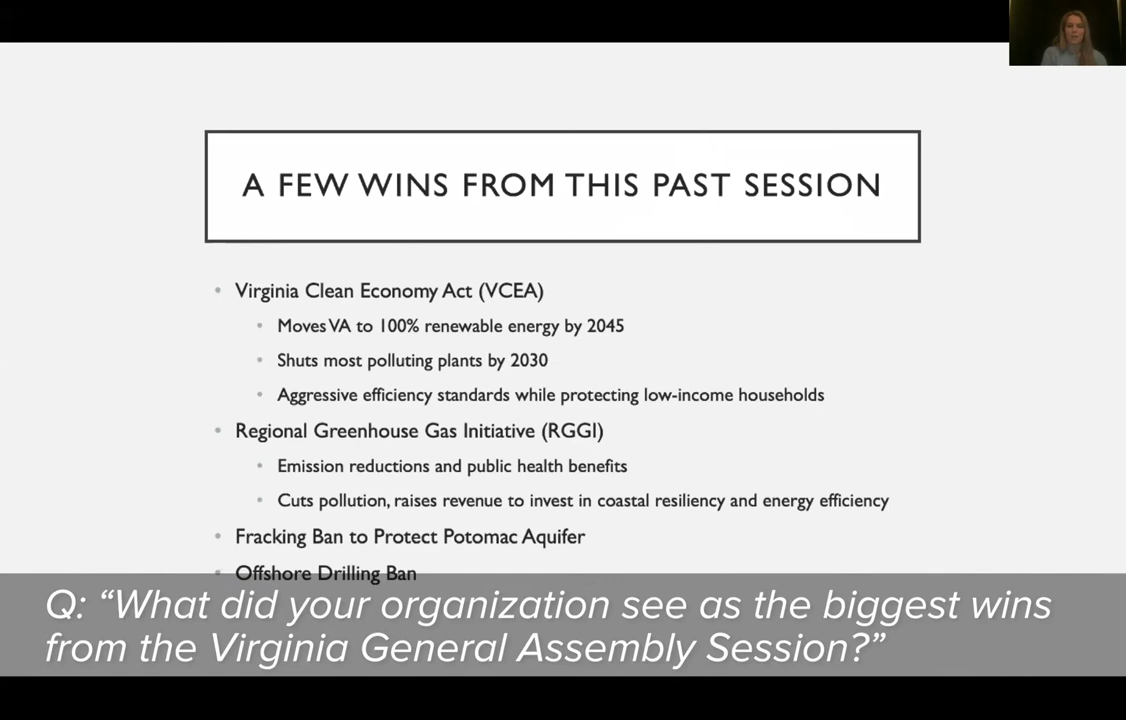 A FEW WINS FROM THIS PAST SESSION
• Virginia Clean Economy Act (VCEA)
• Moves VA to 100% renewable energy by 2045
• Shuts most polluting plants by 2030
• Aggressive efficiency standards while protecting low-income households
• Regional Greenhouse Gas Initiative (RGGI)
• Emission reductions and public health benefits
• Cuts pollution, raises revenue to invest in coastal resiliency and energy efficiency
• Fracking Ban to Protect Potomac Aquifer
• Offshore Drilling Ban
Q: “What did your organization see as the biggest wins
from the Virginia General Assembly Session?”